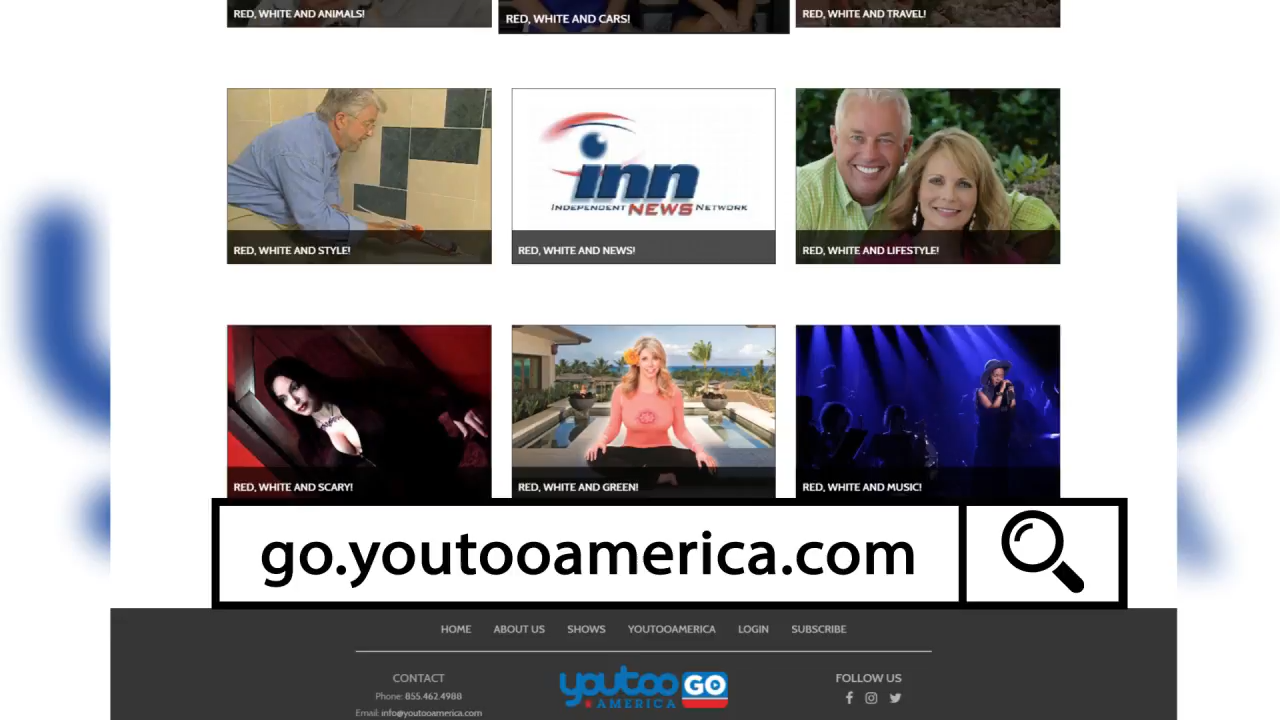 RED, WHITE AND ANIMALS!
RED, WHITE AND CARS!
RED, WHITE AND TRAVEL!
inn
INDEPENDENT NEWS NETWORK
RED, WHITE AND STYLE!
RED, WHITE AND NEWS!
RED, WHITE AND LIFESTYLE!
RED, WHITE AND SCARY!
RED, WHITE AND GREEN!
RED, WHITE AND MUSIC!
go.youtooamerica.com
HOME ABOUT US SHOWS YOUTOOAMERICA LOGIN SUBSCRIBE
CONTACT
Phone: 855.462.4988
Email: info@youtooamerica.com
youtoo
AMERICA
GO
FOLLOW US